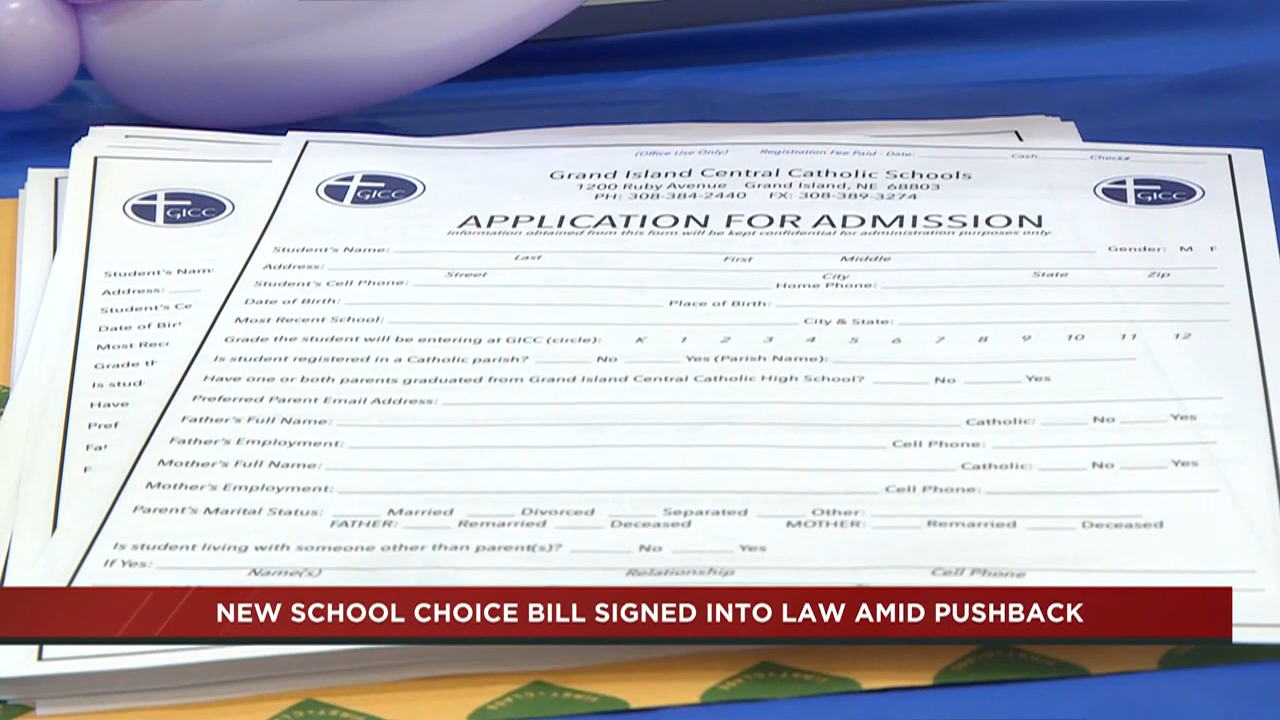 (Office Use Only) Registration Fee Paid - Date: Cash Check#
Grand Island Central Catholic Schools
1200 Ruby Avenue Grand Island, NE 68803
PH: 308-384-2440 FX: 308-389-3274
GICC
GICC
APPLICATION FOR ADMISSION
Information obtained from this form will be kept confidential for administration purposes only.
Student's Name: Gender: M F
Last First Middle
Address:
Street City State Zip
Student's Cell Phone: Home Phone:
Date of Birth: Place of Birth:
Most Recent School: City & State:
Grade the student will be entering at GICC (circle): K 1 2 3 4 5 6 7 8 9 10 11 12
Is student registered in a Catholic parish? No Yes (Parish Name):
Have one or both parents graduated from Grand Island Central Catholic High School? No Yes
Preferred Parent Email Address:
Father's Full Name: Catholic: No Yes
Father's Employment: Cell Phone:
Mother's Full Name: Catholic: No Yes
Mother's Employment: Cell Phone:
Parent's Marital Status: Married Divorced Separated Other:
FATHER: Remarried Deceased MOTHER: Remarried Deceased
Is student living with someone other than parent(s)? No Yes
If Yes:
Name(s) Relationship Cell Phone
GICC
Student's Nam
Address:
Student's Ce
Date of Bir
Most Rec
Grade th
Is stud
Have
Pref
Fa
F
NEW SCHOOL CHOICE BILL SIGNED INTO LAW AMID PUSHBACK